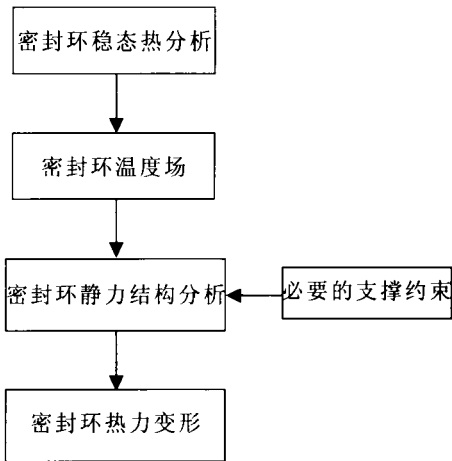 密封环稳态热分析
密封环温度场
密封环静力结构分析
必要的支撑约束
密封环热力变形